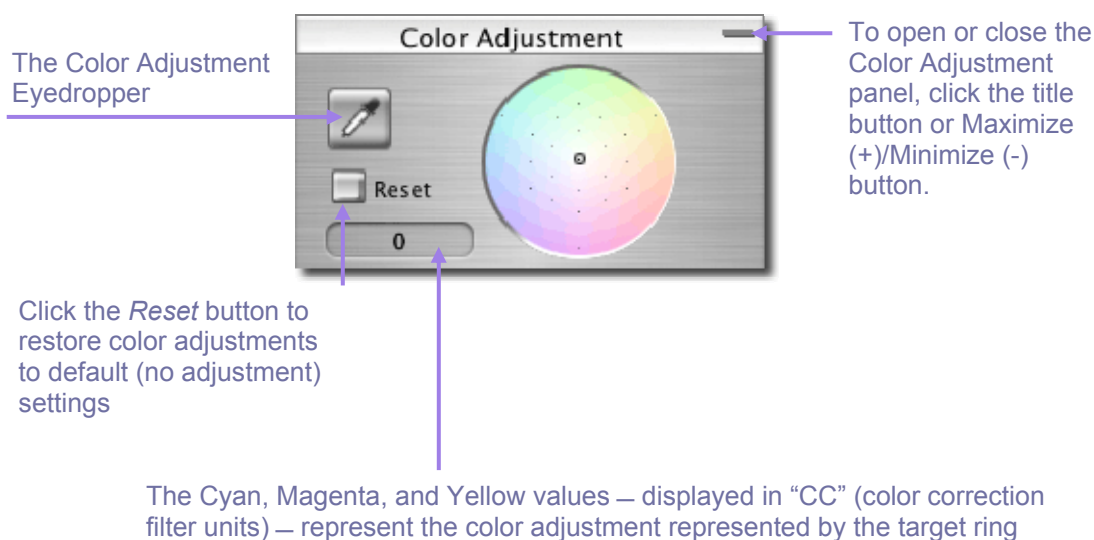 Color Adjustment
The Color Adjustment
Eyedropper
To open or close the
Color Adjustment
panel, click the title
button or Maximize
(+)/Minimize (-)
button.
Reset
0
Click the Reset button to
restore color adjustments
to default (no adjustment)
settings
The Cyan, Magenta, and Yellow values – displayed in “CC” (color correction
filter units) – represent the color adjustment represented by the target ring